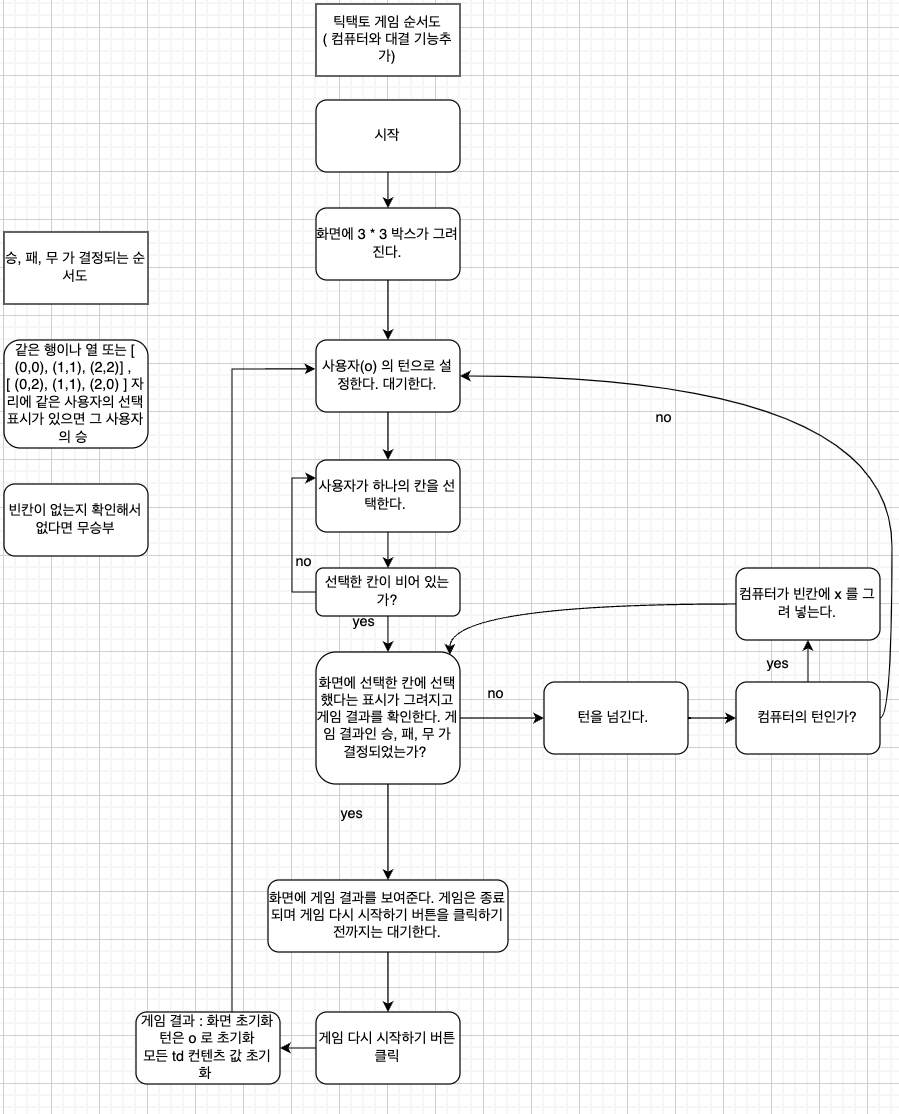 틱택토 게임 순서도
( 컴퓨터와 대결 기능추
가)
시작
화면에 3 * 3 박스가 그려
진다.
승, 패, 무 가 결정되는 순
서도
같은 행이나 열 또는 [
(0,0), (1,1), (2,2)] ,
[ (0,2), (1,1), (2,0) ] 자
리에 같은 사용자의 선택
표시가 있으면 그 사용자
의 승
빈칸이 없는지 확인해서
없다면 무승부
사용자(o) 의 턴으로 설
정한다. 대기한다.
no
사용자가 하나의 칸을 선
택한다.
no
선택한 칸이 비어 있는
가?
yes
컴퓨터가 빈칸에 x 를 그
려 넣는다.
yes
화면에 선택한 칸에 선택
했다는 표시가 그려지고
게임 결과를 확인한다. 게
임 결과인 승, 패, 무 가
결정되었는가?
no
턴을 넘긴다.
컴퓨터의 턴인가?
yes
화면에 게임 결과를 보여준다. 게임은 종료
되며 게임 다시 시작하기 버튼을 클릭하기
전까지는 대기한다.
게임 다시 시작하기 버튼
클릭
게임 결과 : 화면 초기화
턴은 o 로 초기화
모든 td 컨텐츠 값 초기
화